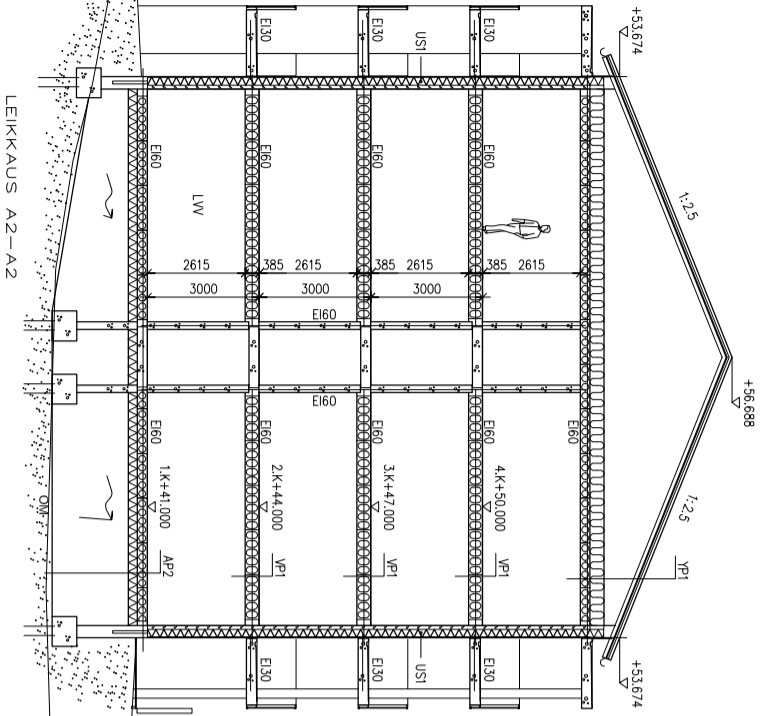 +56.688
+53.674
1:2.5
1:2.5
+53.674
YP1
EI60
EI30
EI60
2615
4.K+50.000
VP1
EI30
US1
385
EI60
3000
2615
EI60
3.K+47.000
VP1
US1
EI30
385
EI30
EI60
3000
2615
EI60
2.K+44.000
VP1
EI30
385
EI30
EI60
EI60
LVV
3000
2615
EI60
1.K+41.000
AP2
EI60
EI60
OM
LEIKKAUS A2-A2